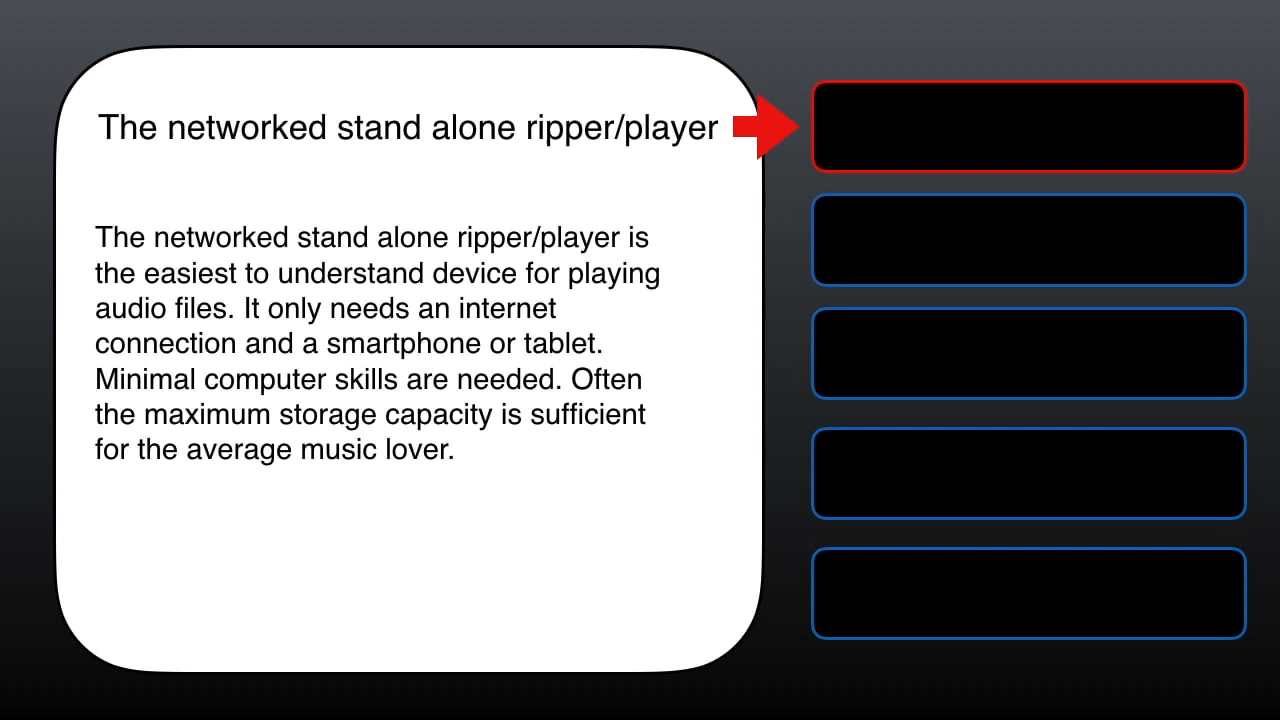 The networked stand alone ripper/player
The networked stand alone ripper/player is
the easiest to understand device for playing
audio files. It only needs an internet
connection and a smartphone or tablet.
Minimal computer skills are needed. Often
the maximum storage capacity is sufficient
for the average music lover.